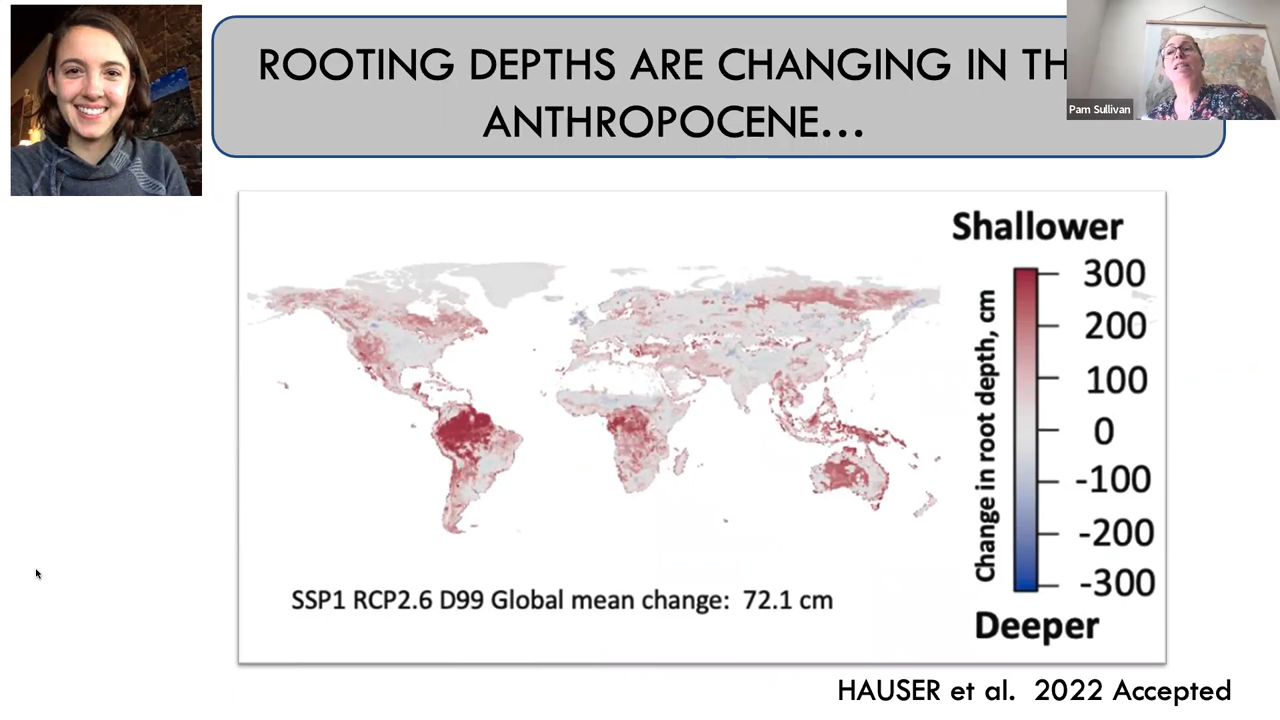 ROOTING DEPTHS ARE CHANGING IN TH
ANTHROPOCENE...
Pam Sullivan
Shallower
300
200
100
0
-100
-200
-300
Change in root depth, cm
Deeper
SSP1 RCP2.6 D99 Global mean change: 72.1 cm
HAUSER et al. 2022 Accepted